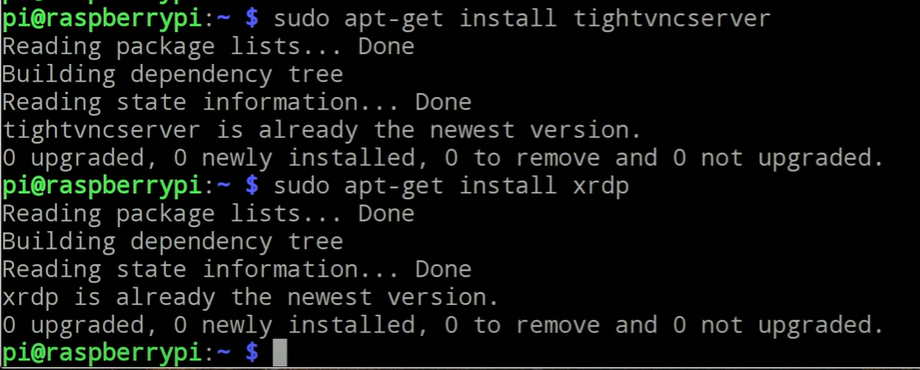 pi@raspberrypi:~ $ sudo apt-get install tightvncserver
Reading package lists... Done
Building dependency tree
Reading state information... Done
tightvncserver is already the newest version.
0 upgraded, 0 newly installed, 0 to remove and 0 not upgraded.
pi@raspberrypi:~ $ sudo apt-get install xrdp
Reading package lists... Done
Building dependency tree
Reading state information... Done
xrdp is already the newest version.
0 upgraded, 0 newly installed, 0 to remove and 0 not upgraded.
pi@raspberrypi:~ $